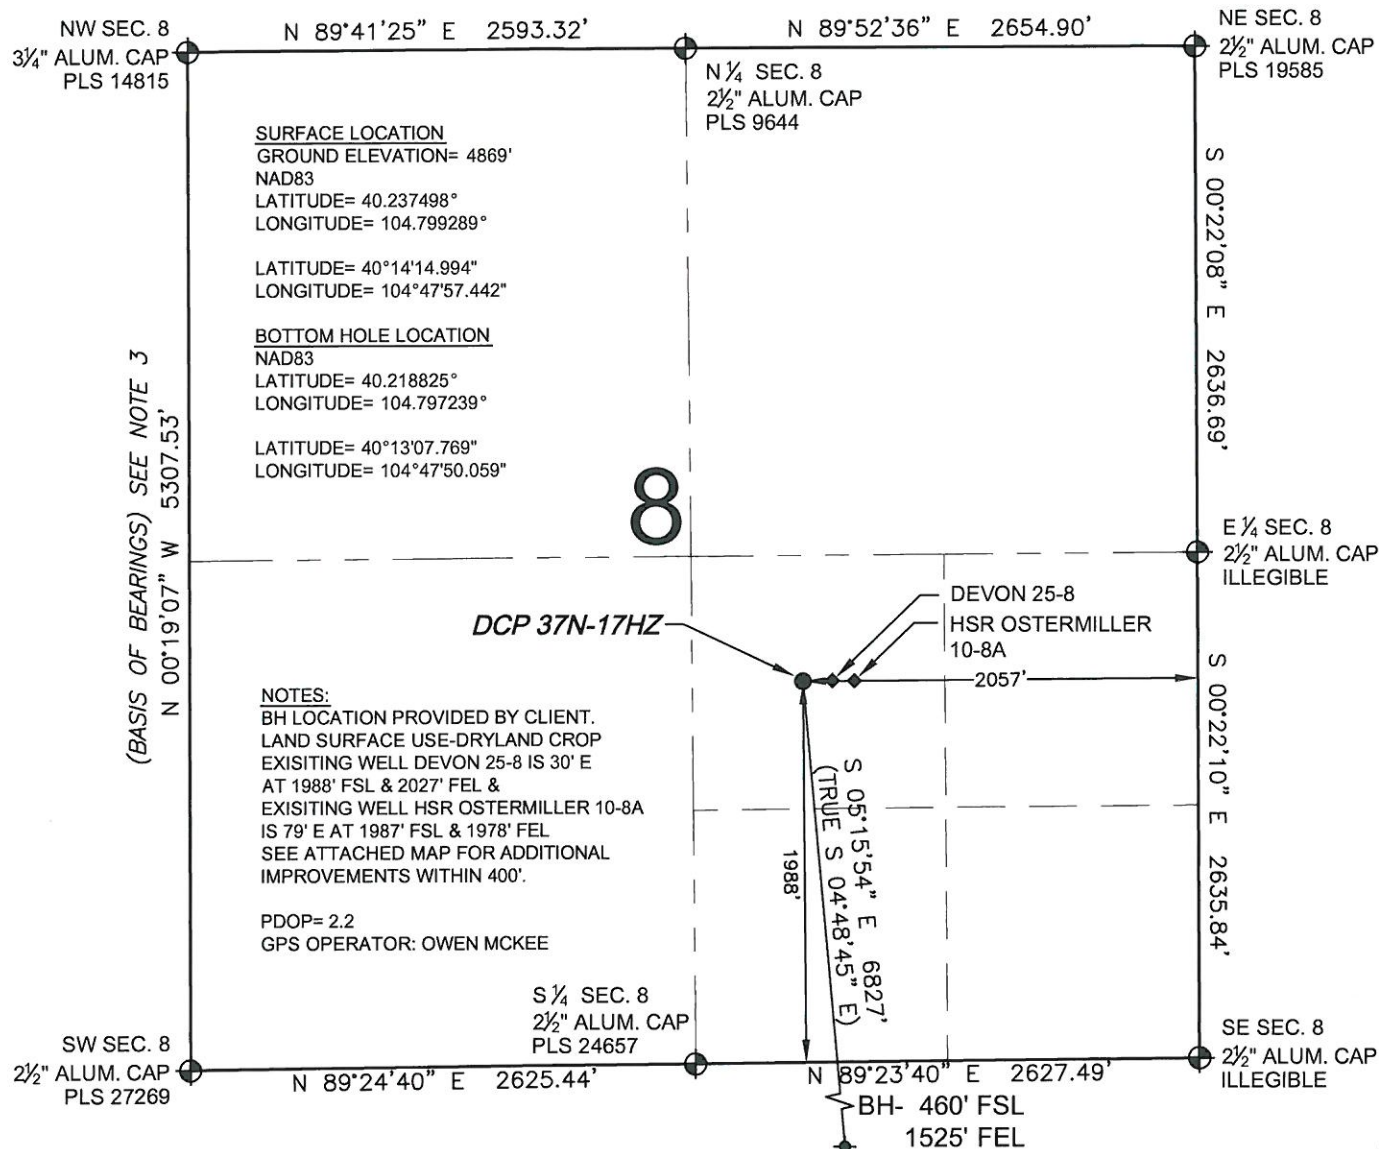 NW SEC. 8
3¼" ALUM. CAP
PLS 14815
N 89°41'25" E 2593.32'
N 89°52'36" E 2654.90'
NE SEC. 8
2½" ALUM. CAP
PLS 19585
N ¼ SEC. 8
2½" ALUM. CAP
PLS 9644
SURFACE LOCATION
GROUND ELEVATION= 4869'
NAD83
LATITUDE= 40.237498°
LONGITUDE= 104.799289°
LATITUDE= 40°14'14.994"
LONGITUDE= 104°47'57.442"
BOTTOM HOLE LOCATION
NAD83
LATITUDE= 40.218825°
LONGITUDE= 104.797239°
LATITUDE= 40°13'07.769"
LONGITUDE= 104°47'50.059"
(BASIS OF BEARINGS) SEE NOTE 3
N 00°19'07" W 5307.53'
S 00°22'08" E 2636.69'
8
E ¼ SEC. 8
2½" ALUM. CAP
ILLEGIBLE
DEVON 25-8
HSR OSTERMILLER
10-8A
DCP 37N-17HZ
2057'
S 00°22'10" E 2635.84'
NOTES:
BH LOCATION PROVIDED BY CLIENT.
LAND SURFACE USE-DRYLAND CROP
EXISITING WELL DEVON 25-8 IS 30' E
AT 1988' FSL & 2027' FEL &
EXISITING WELL HSR OSTERMILLER 10-8A
IS 79' E AT 1987' FSL & 1978' FEL
SEE ATTACHED MAP FOR ADDITIONAL
IMPROVEMENTS WITHIN 400'.
PDOP= 2.2
GPS OPERATOR: OWEN MCKEE
1988'
S 05°15'54" E 6827'
(TRUE S 04°48'45" E)
S ¼ SEC. 8
2½" ALUM. CAP
PLS 24657
SW SEC. 8
2½" ALUM. CAP
PLS 27269
N 89°24'40" E 2625.44'
N 89°23'40" E 2627.49'
SE SEC. 8
2½" ALUM. CAP
ILLEGIBLE
BH- 460' FSL
1525' FEL